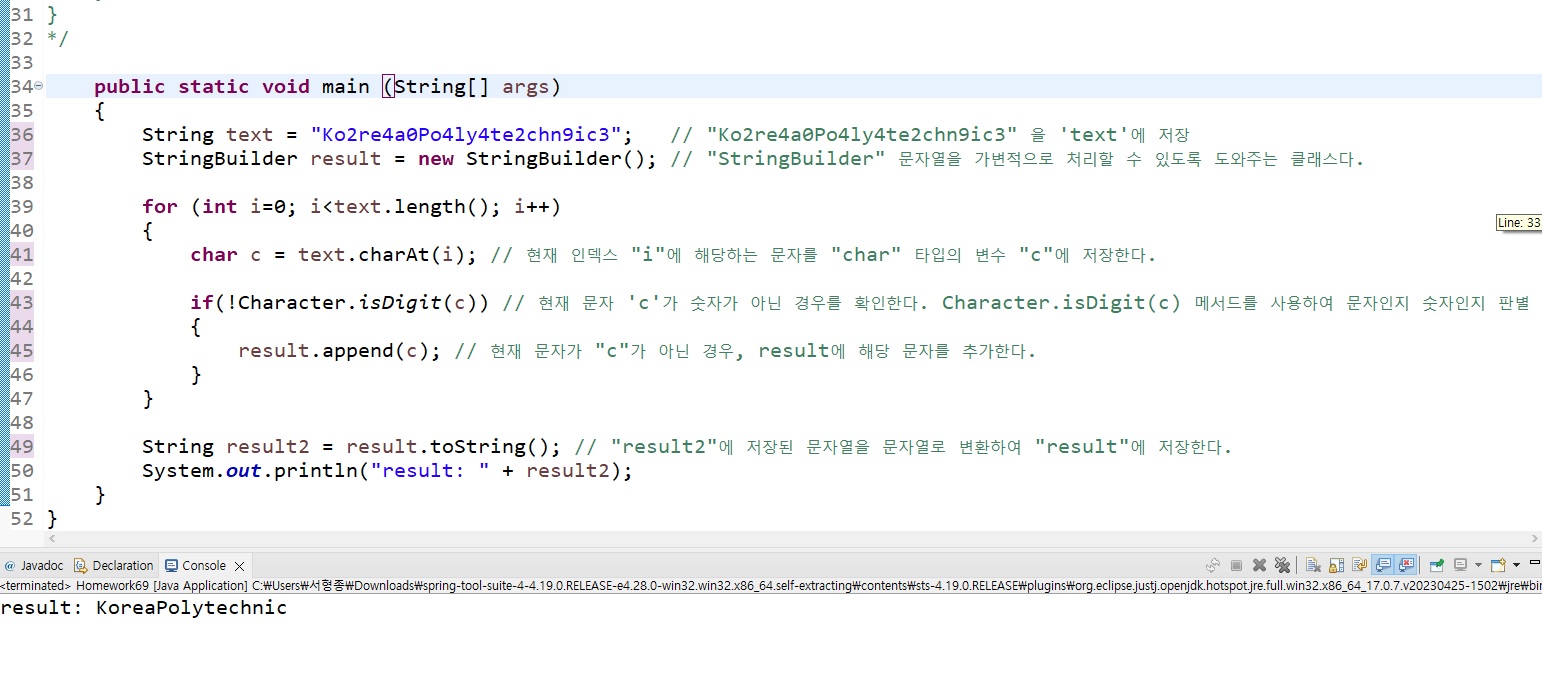 31 }
32 */
33
34 public static void main (String[] args)
35 {
36 String text = "Ko2re4a0Po4ly4te2chn9ic3"; // "Ko2re4a0Po4ly4te2chn9ic3" 을 'text'에 저장
37 StringBuilder result = new StringBuilder(); // "StringBuilder" 문자열을 가변적으로 처리할 수 있도록 도와주는 클래스다.
38
39 for (int i=0; i<text.length(); i++)
40 {
Line: 33
41 char c = text.charAt(i); // 현재 인덱스 "i"에 해당하는 문자를 "char" 타입의 변수 "c"에 저장한다.
42
43 if(!Character.isDigit(c)) // 현재 문자 'c'가 숫자가 아닌 경우를 확인한다. Character.isDigit(c) 메서드를 사용하여 문자인지 숫자인지 판별
44 {
45 result.append(c); // 현재 문자가 "c"가 아닌 경우, result에 해당 문자를 추가한다.
46 }
47 }
48
49 String result2 = result.toString(); // "result2"에 저장된 문자열을 문자열로 변환하여 "result"에 저장한다.
50 System.out.println("result: " + result2);
51 }
52 }
@ Javadoc Declaration Console
<terminated> Homework69 [Java Application] C:₩Users₩서형종₩Downloads₩spring-tool-suite-4-4.19.0.RELEASE-e4.28.0-win32.win32.x86_64.self-extracting₩contents₩sts-4.19.0.RELEASE₩plugins₩org.eclipse.justj.openjdk.hotspot.jre.full.win32.x86_64_17.0.7.v20230425-1502₩jre₩bin
result: KoreaPolytechnic